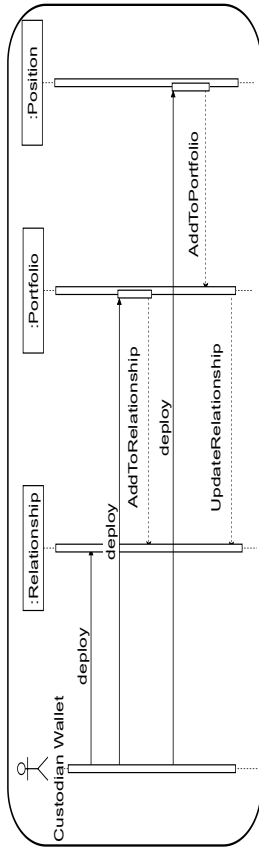 Custodian Wallet
:Relationship
:Portfolio
:Position
deploy
deploy
AddToRelationship
deploy
AddToPortfolio
UpdateRelationship